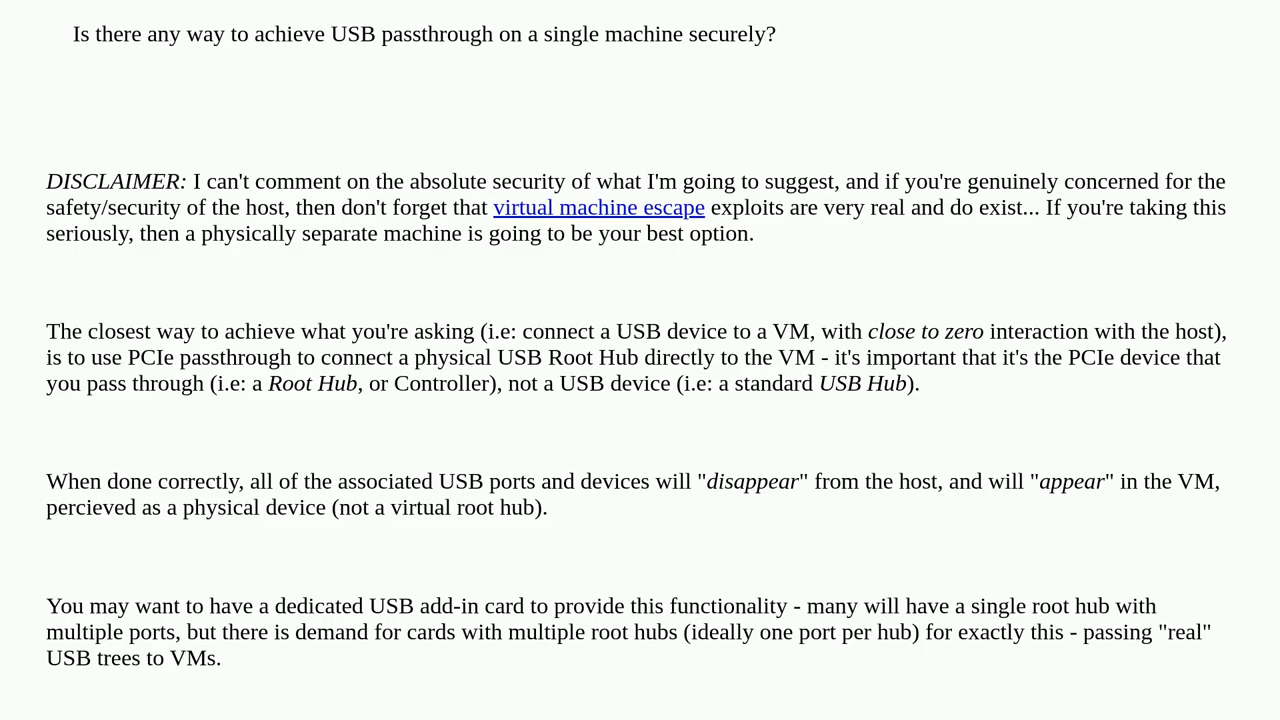 Is there any way to achieve USB passthrough on a single machine securely?
DISCLAIMER: I can't comment on the absolute security of what I'm going to suggest, and if you're genuinely concerned for the
safety/security of the host, then don't forget that virtual machine escape exploits are very real and do exist... If you're taking this
seriously, then a physically separate machine is going to be your best option.
The closest way to achieve what you're asking (i.e: connect a USB device to a VM, with close to zero interaction with the host),
is to use PCIe passthrough to connect a physical USB Root Hub directly to the VM - it's important that it's the PCIe device that
you pass through (i.e: a Root Hub, or Controller), not a USB device (i.e: a standard USB Hub).
When done correctly, all of the associated USB ports and devices will "disappear" from the host, and will "appear" in the VM,
percieved as a physical device (not a virtual root hub).
You may want to have a dedicated USB add-in card to provide this functionality - many will have a single root hub with
multiple ports, but there is demand for cards with multiple root hubs (ideally one port per hub) for exactly this - passing "real"
USB trees to VMs.